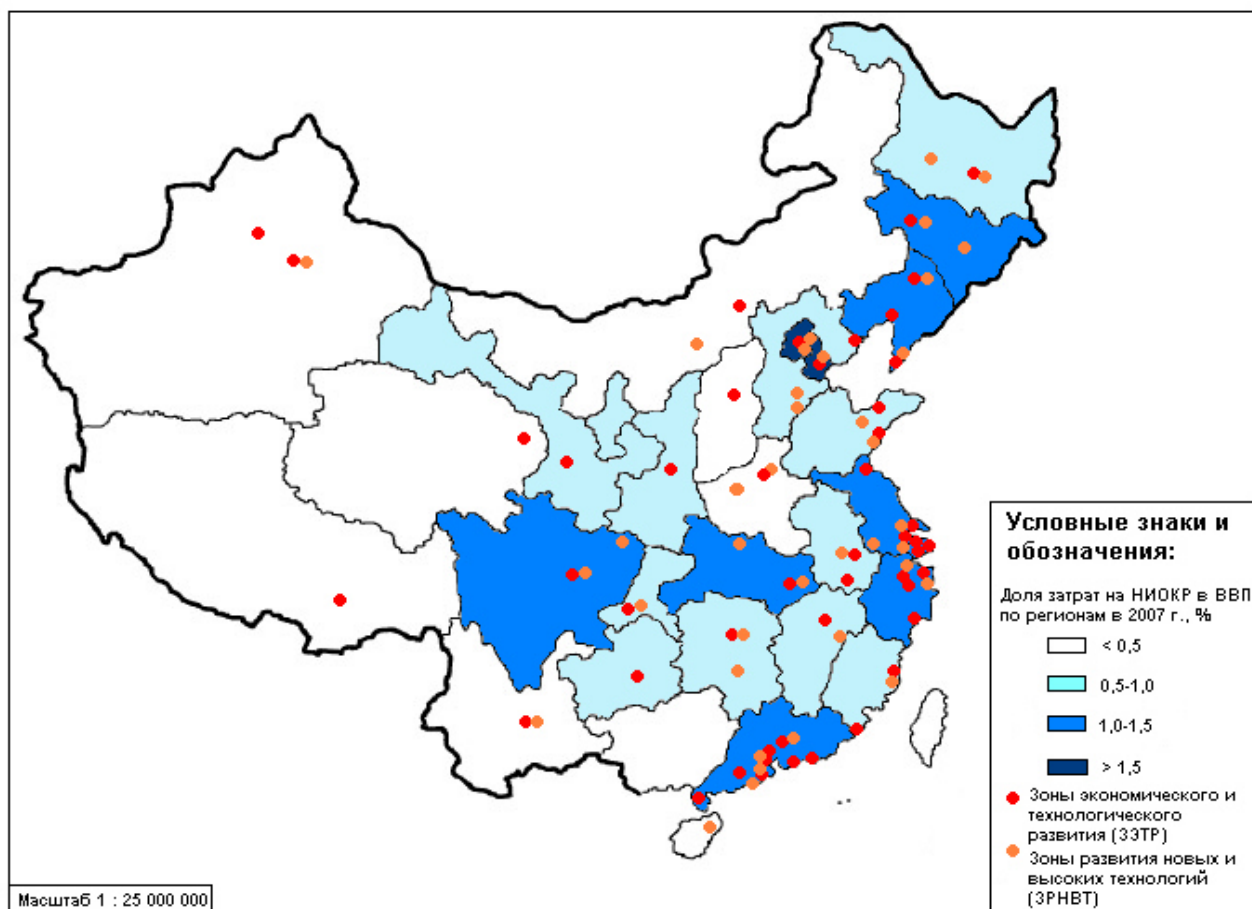 Условные знаки и
обозначения:
Доля затрат на НИОКР в ВВП
по регионам в 2007 г., %
< 0,5
0,5-1,0
1,0-1,5
> 1,5
Зоны экономического и
технологического
развития (ЗЭТР)
Зоны развития новых и
высоких технологий
(ЗРНВТ)
Масштаб 1 : 25 000 000